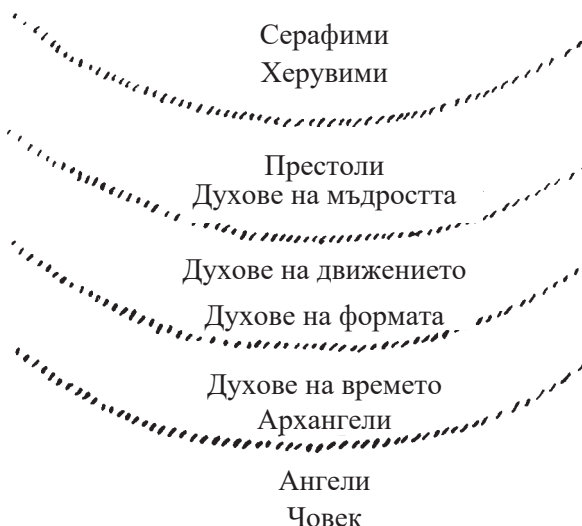 Серафими
Херувими
Престоли
Духове на мъдростта
Духове на движението
Духове на формата
Духове на времето
Архангели
Ангели
Човек